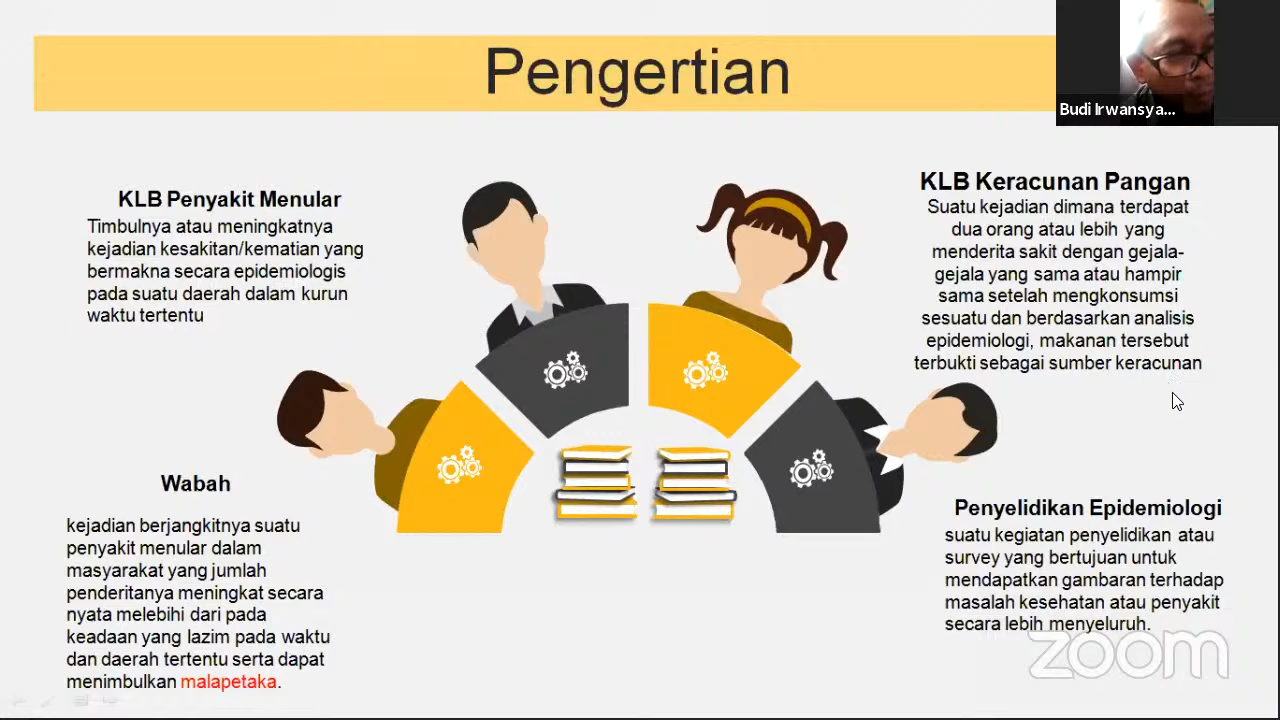 Pengertian
Budi Irwansya...
KLB Penyakit Menular
Timbulnya atau meningkatnya
kejadian kesakitan/kematian yang
bermakna secara epidemiologis
pada suatu daerah dalam kurun
waktu tertentu
KLB Keracunan Pangan
Suatu kejadian dimana terdapat
dua orang atau lebih yang
menderita sakit dengan gejala-
gejala yang sama atau hampir
sama setelah mengkonsumsi
sesuatu dan berdasarkan analisis
epidemiologi, makanan tersebut
terbukti sebagai sumber keracunan
Wabah
kejadian berjangkitnya suatu
penyakit menular dalam
masyarakat yang jumlah
penderitanya meningkat secara
nyata melebihi dari pada
keadaan yang lazim pada waktu
dan daerah tertentu serta dapat
menimbulkan malapetaka.
Penyelidikan Epidemiologi
suatu kegiatan penyelidikan atau
survey yang bertujuan untuk
mendapatkan gambaran terhadap
masalah kesehatan atau penyakit
secara lebih menyeluruh.
zoom